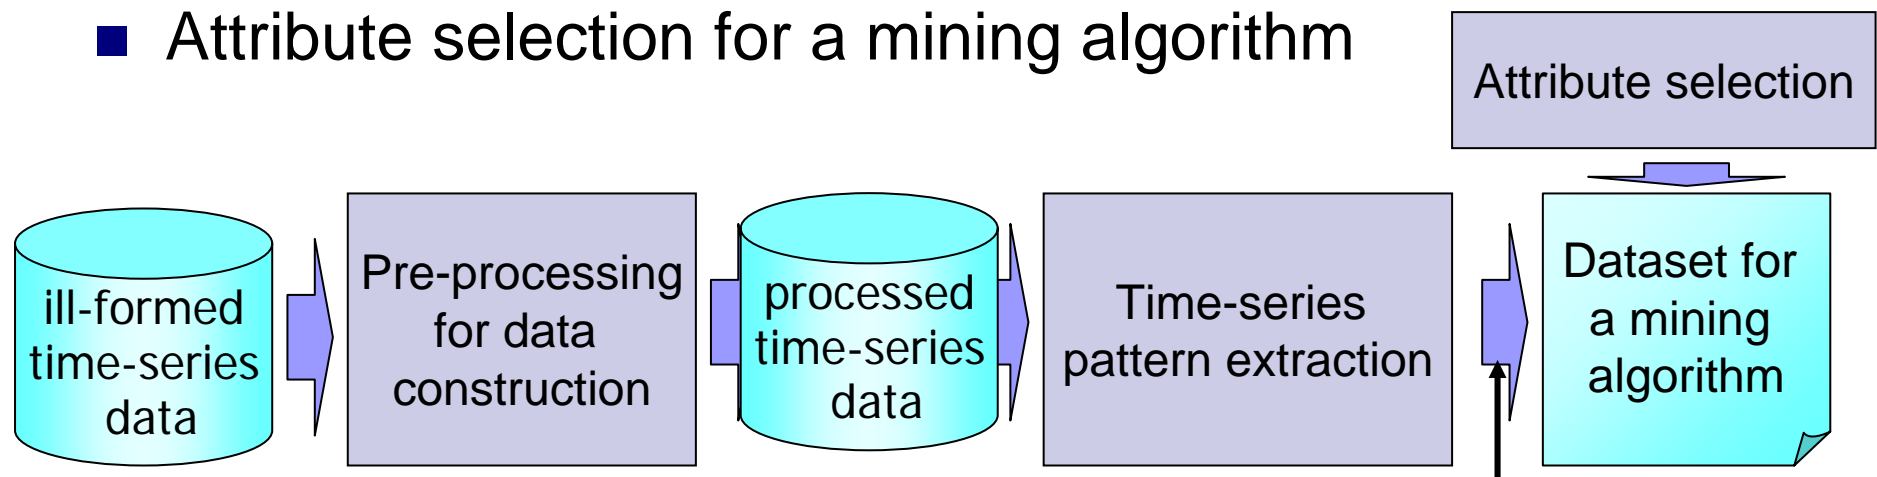 Attribute selection for a mining algorithm
Attribute selection
ill-formed
time-series
data
Pre-processing
for data
construction
processed
time-series
data
Time-series
pattern extraction
Dataset for
a mining
algorithm